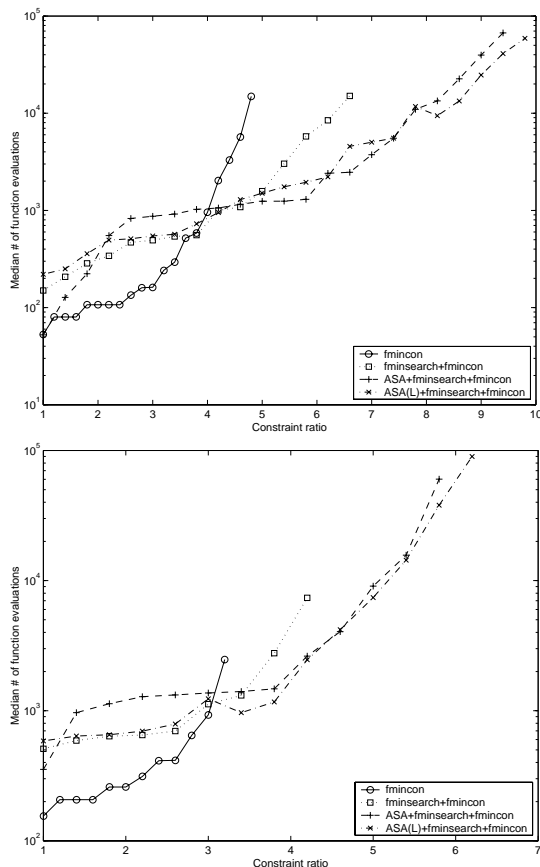 10^5
10^4
10^3
10^2
10^1
Median # of function evaluations
1 2 3 4 5 6 7 8 9 10
Constraint ratio
fmincon
fminsearch+fmincon
ASA+fminsearch+fmincon
ASA(L)+fminsearch+fmincon
10^5
10^4
10^3
10^2
Median # of function evaluations
1 2 3 4 5 6 7
Constraint ratio
fmincon
fminsearch+fmincon
ASA+fminsearch+fmincon
ASA(L)+fminsearch+fmincon